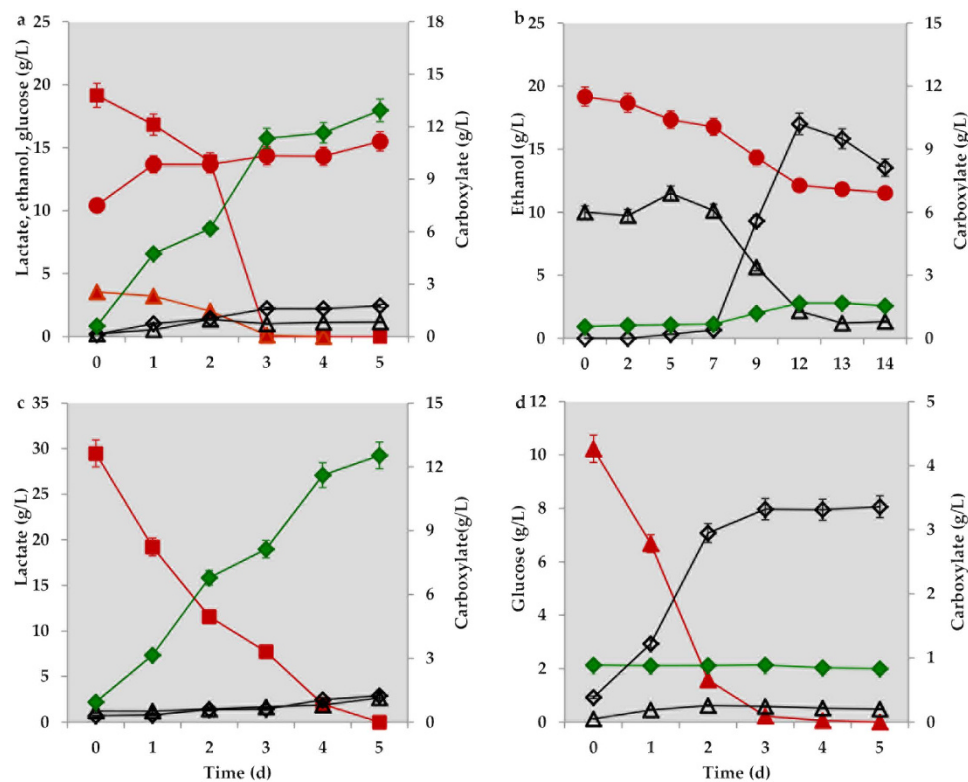 a
25
20
15
10
5
0
Lactate, ethanol, glucose (g/L)
18
15
12
9
6
3
0
Carboxylate (g/L)
0 1 2 3 4 5
b
25
20
15
10
5
0
Ethanol (g/L)
15
12
9
6
3
0
Carboxylate (g/L)
0 2 5 7 9 12 13 14
c
35
30
25
20
15
10
5
0
Lactate (g/L)
15
12
9
6
3
0
Carboxylate(g/L)
0 1 2 3 4 5
Time (d)
d
12
10
8
6
4
2
0
Glucose (g/L)
5
4
3
2
1
0
Carboxylate (g/L)
0 1 2 3 4 5
Time (d)